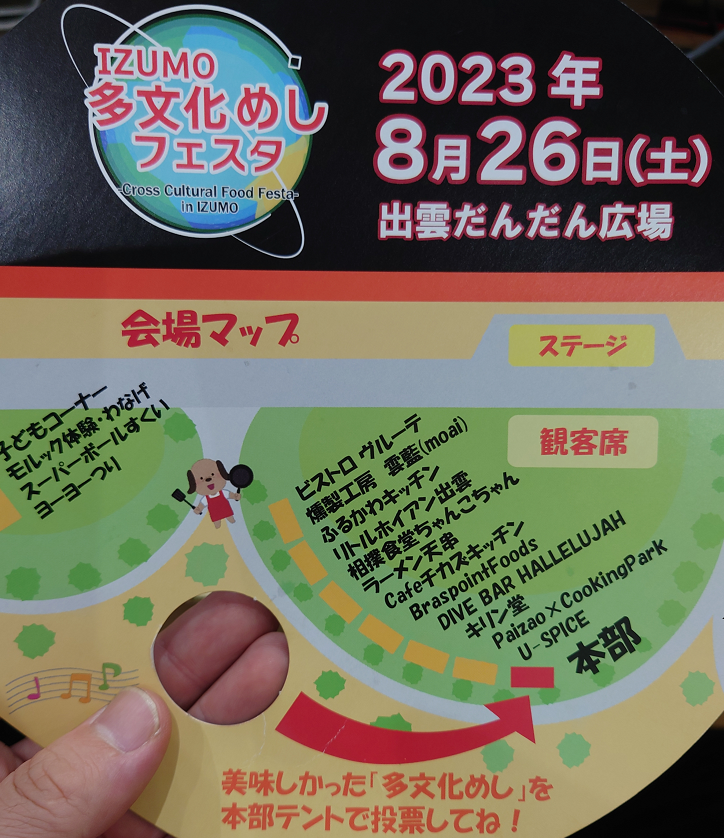 IZUMO
多文化めし
フェスタ
-Cross Cultural Food Festa-
in IZUMO
2023年
8月26日(土)
出雲だんだん広場
会場マップ
ステージ
観客席
子どもコーナー
モルック体験・わなげ
スーパーボールすくい
ヨーヨーつり
ビストロ ヴルーテ
燻製工房 雲藍(moai)
ふるかわキッチン
リトルホイアン出雲
相撲食堂ちゃんこちゃん
ラーメン天串
Cafeチカズキッチン
BraspointFoods
DIVE BAR HALLELUJAH
キリン堂
Paizao×CooKingPark
U-SPICE
本部
美味しかった「多文化めし」を
本部テントで投票してね!